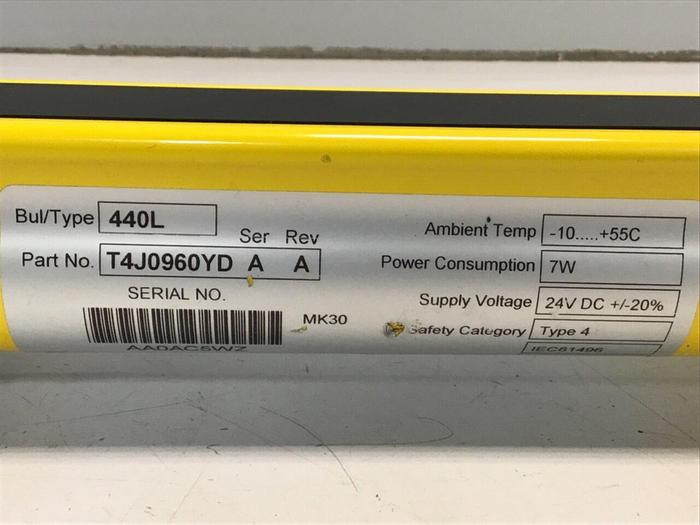 Bul/Type 440L
Ser Rev
Part No. T4J0960YD A A
SERIAL NO.
MK30
AA0AC5WZ
Ambient Temp -10.....+55C
Power Consumption 7W
Supply Voltage 24V DC +/-20%
Safety Category Type 4
IEC61496